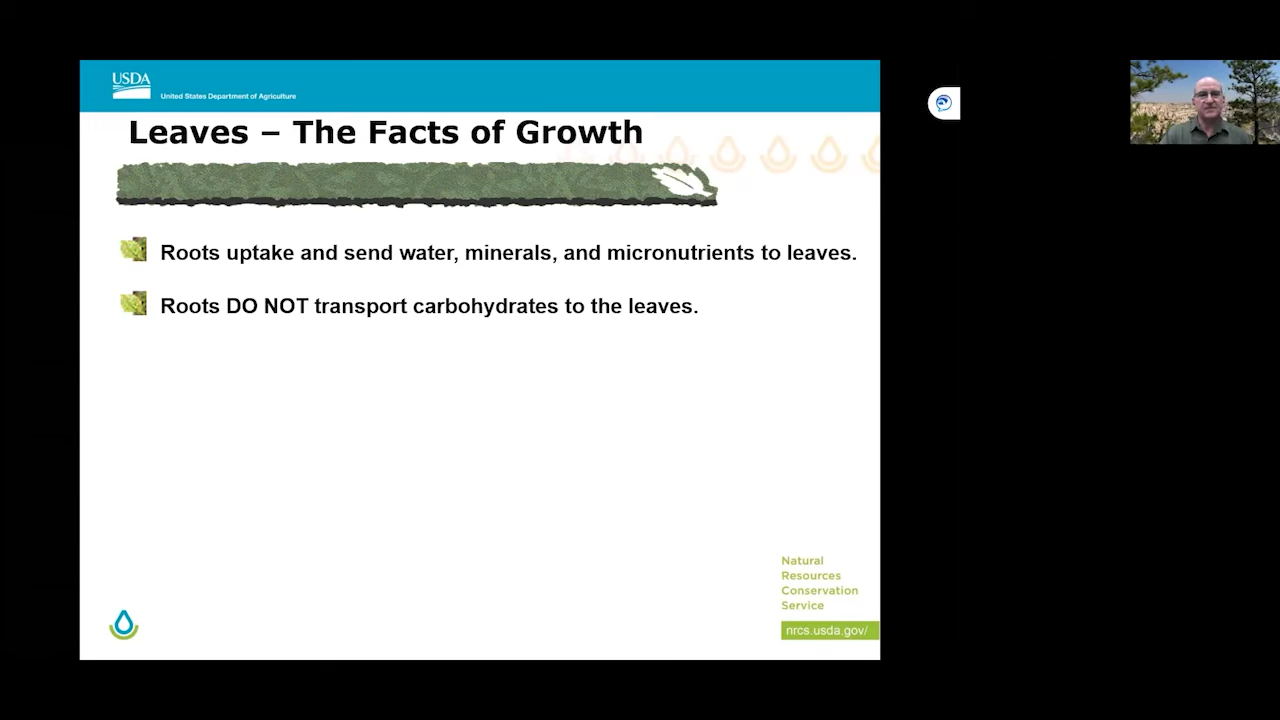 USDA
United States Department of Agriculture
Leaves – The Facts of Growth
Roots uptake and send water, minerals, and micronutrients to leaves.
Roots DO NOT transport carbohydrates to the leaves.
Natural
Resources
Conservation
Service
nrcs.usda.gov/